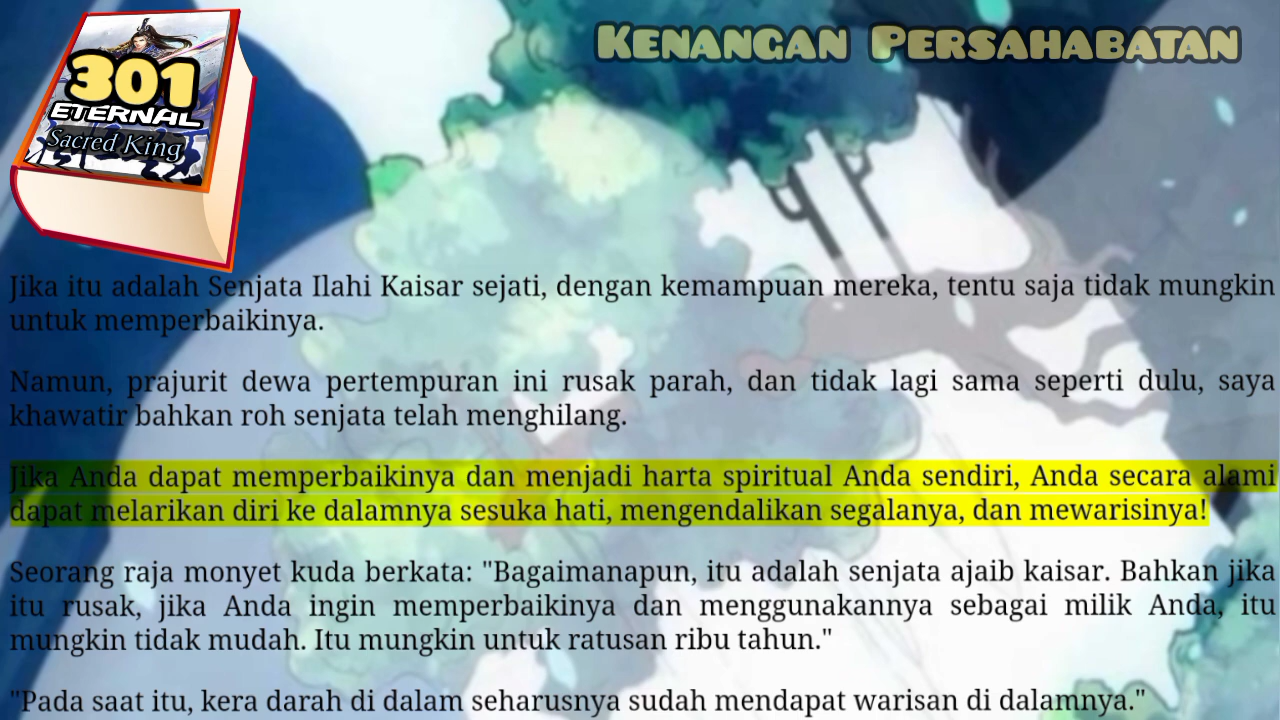 301
ETERNAL
Sacred King
KENANGAN PERSAHABATAN
Jika itu adalah Senjata Ilahi Kaisar sejati, dengan kemampuan mereka, tentu saja tidak mungkin
untuk memperbaikinya.
Namun, prajurit dewa pertempuran ini rusak parah, dan tidak lagi sama seperti dulu, saya
khawatir bahkan roh senjata telah menghilang.
Jika Anda dapat memperbaikinya dan menjadi harta spiritual Anda sendiri, Anda secara alami
dapat melarikan diri ke dalamnya sesuka hati, mengendalikan segalanya, dan mewarisinya!
Seorang raja monyet kuda berkata: "Bagaimanapun, itu adalah senjata ajaib kaisar. Bahkan jika
itu rusak, jika Anda ingin memperbaikinya dan menggunakannya sebagai milik Anda, itu
mungkin tidak mudah. Itu mungkin untuk ratusan ribu tahun."
"Pada saat itu, kera darah di dalam seharusnya sudah mendapat warisan di dalamnya."